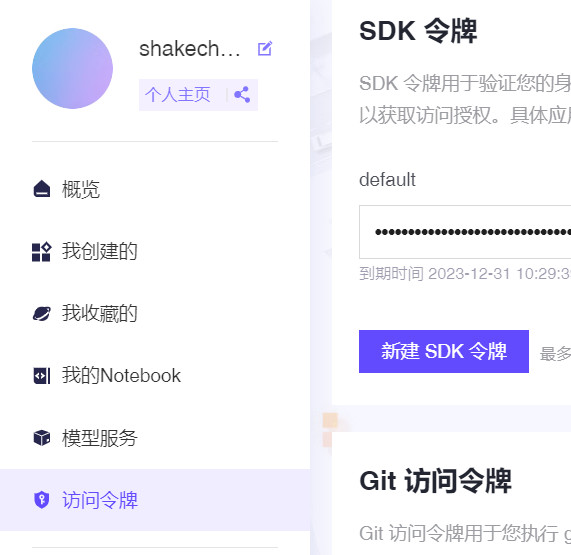 shakech...
个人主页
概览
我创建的
我收藏的
我的Notebook
模型服务
访问令牌
SDK 令牌
SDK 令牌用于验证您的身
以获取访问授权。具体应
default
到期时间 2023-12-31 10:29:3
新建 SDK 令牌
最多
Git 访问令牌
Git 访问令牌用于您执行 g